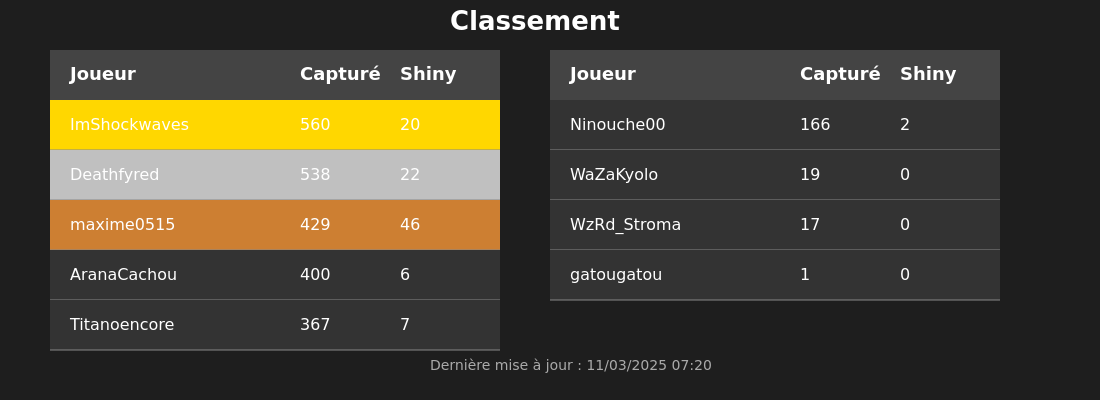 Classement
Joueur Capturé Shiny
ImShockwaves 560 20
Deathfyred 538 22
maxime0515 429 46
AranaCachou 400 6
Titanoencore 367 7
Joueur Capturé Shiny
Ninouche00 166 2
WaZaKyolo 19 0
WzRd_Stroma 17 0
gatougatou 1 0
Dernière mise à jour : 11/03/2025 07:20